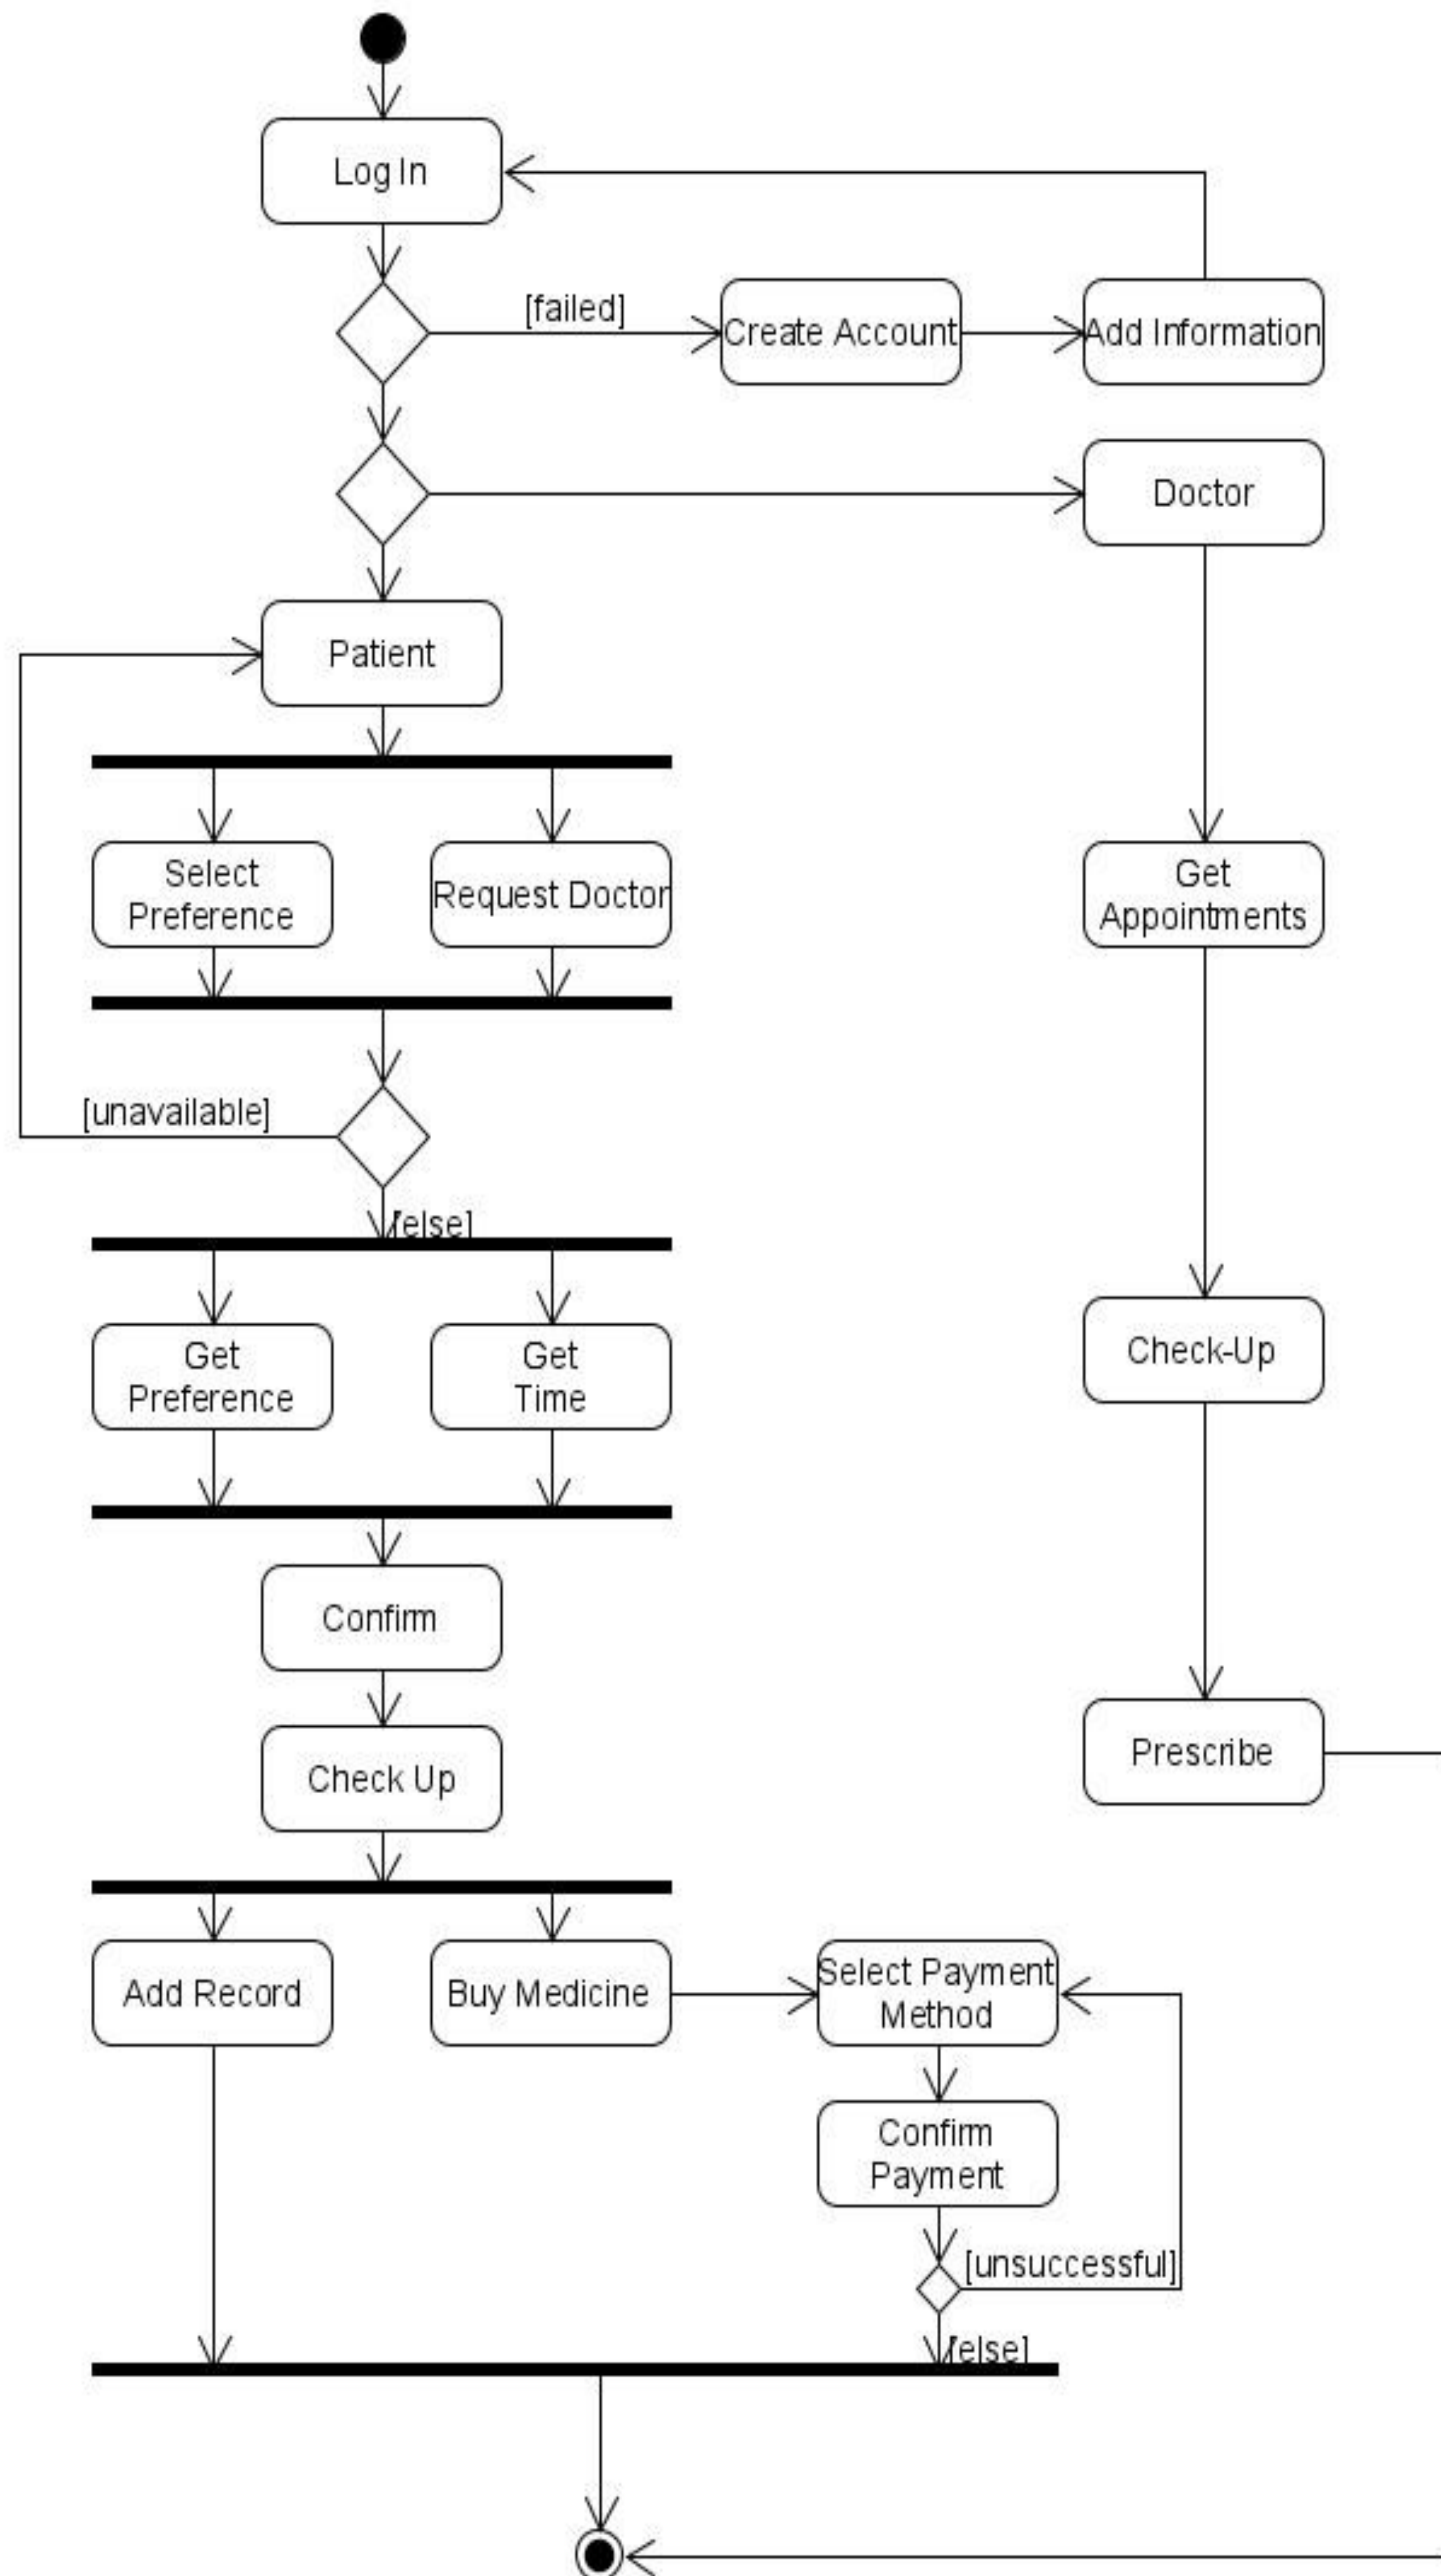 Log In
[failed]
Create Account
Add Information
Doctor
Patient
Select
Preference
Request Doctor
Get
Appointments
[unavailable]
[else]
Get
Preference
Get
Time
Check-Up
Confirm
Prescribe
Check Up
Add Record
Buy Medicine
Select Payment
Method
Confirm
Payment
[unsuccessful]
[else]